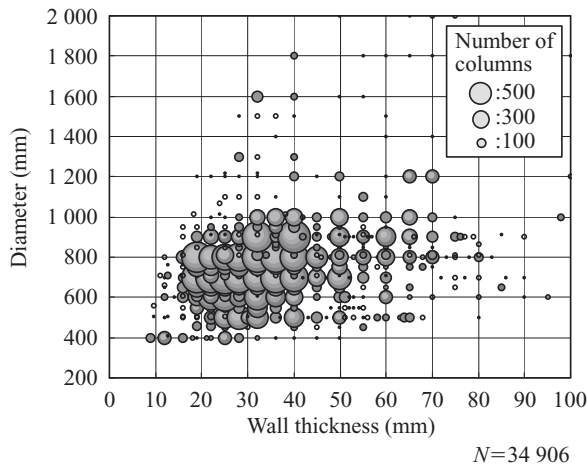 2 000
1 800
1 600
1 400
1 200
1 000
800
600
400
200
Diameter (mm)
Number of
columns
:500
:300
:100
0 10 20 30 40 50 60 70 80 90 100
Wall thickness (mm)
N=34 906